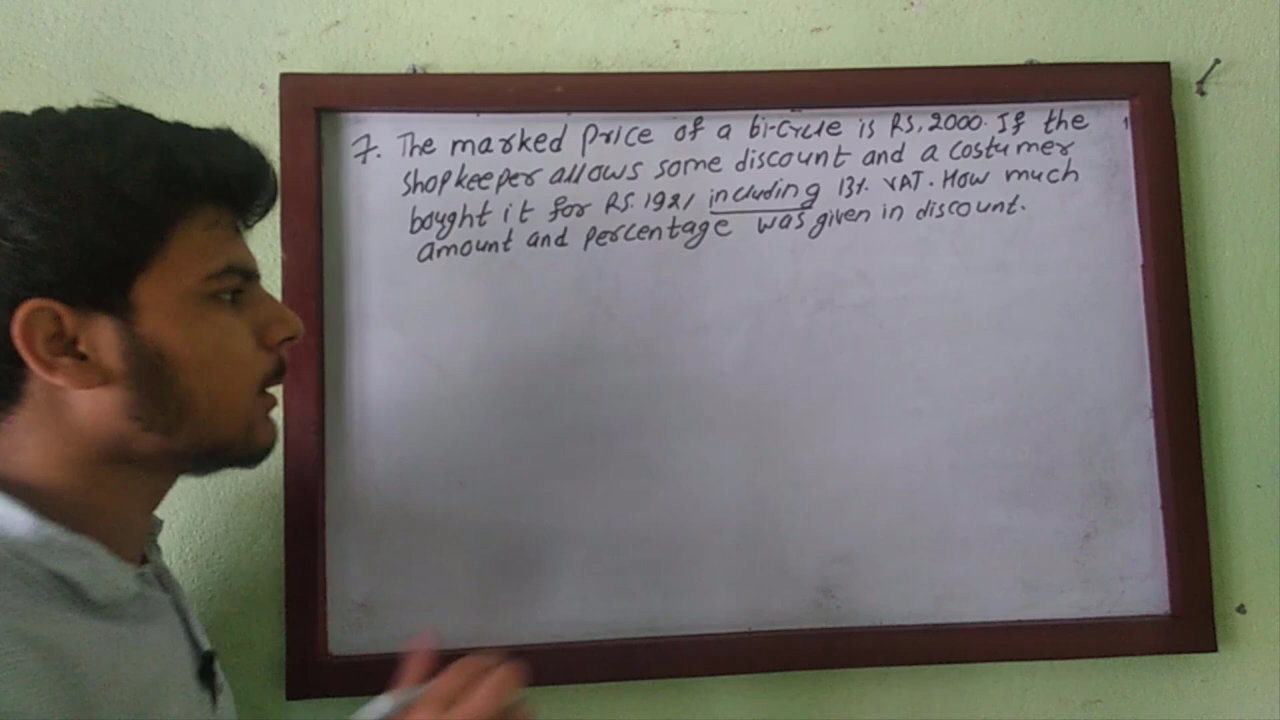 7. The marked price of a bi-cycle is RS. 2000. If the
shopkeeper allows some discount and a costumer
bought it for RS. 1921 including 13%. VAT. How much
amount and percentage was given in discount.